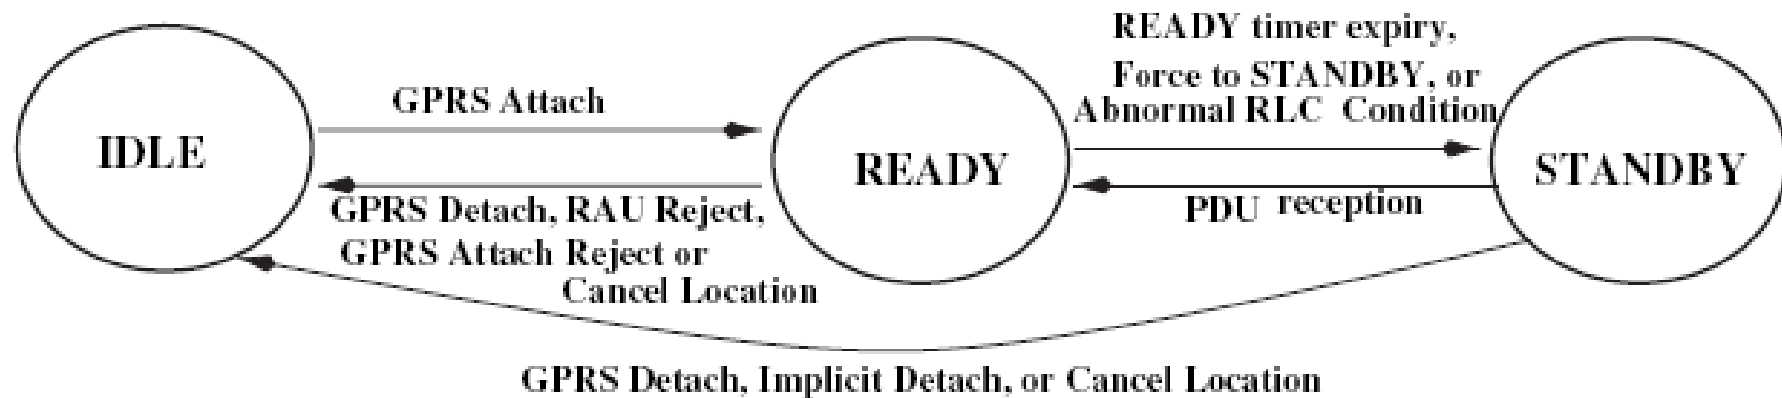 IDLE
GPRS Attach
GPRS Detach, RAU Reject,
GPRS Attach Reject or
Cancel Location
READY
READY timer expiry,
Force to STANDBY, or
Abnormal RLC Condition
PDU reception
STANDBY
GPRS Detach, Implicit Detach, or Cancel Location